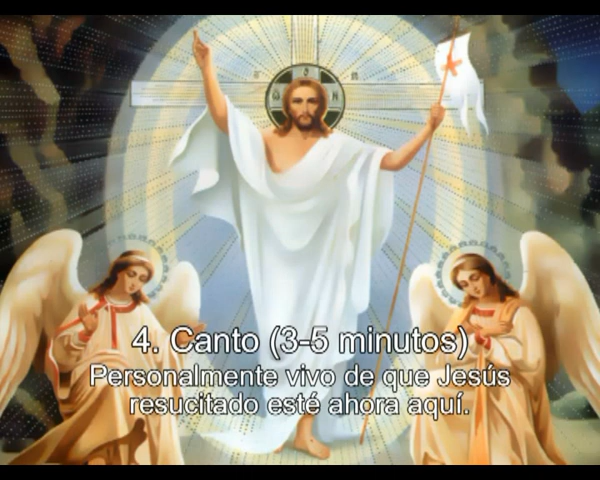 4. Canto (3-5 minutos)
Personalmente vivo de que Jesús
resucitado esté ahora aquí.